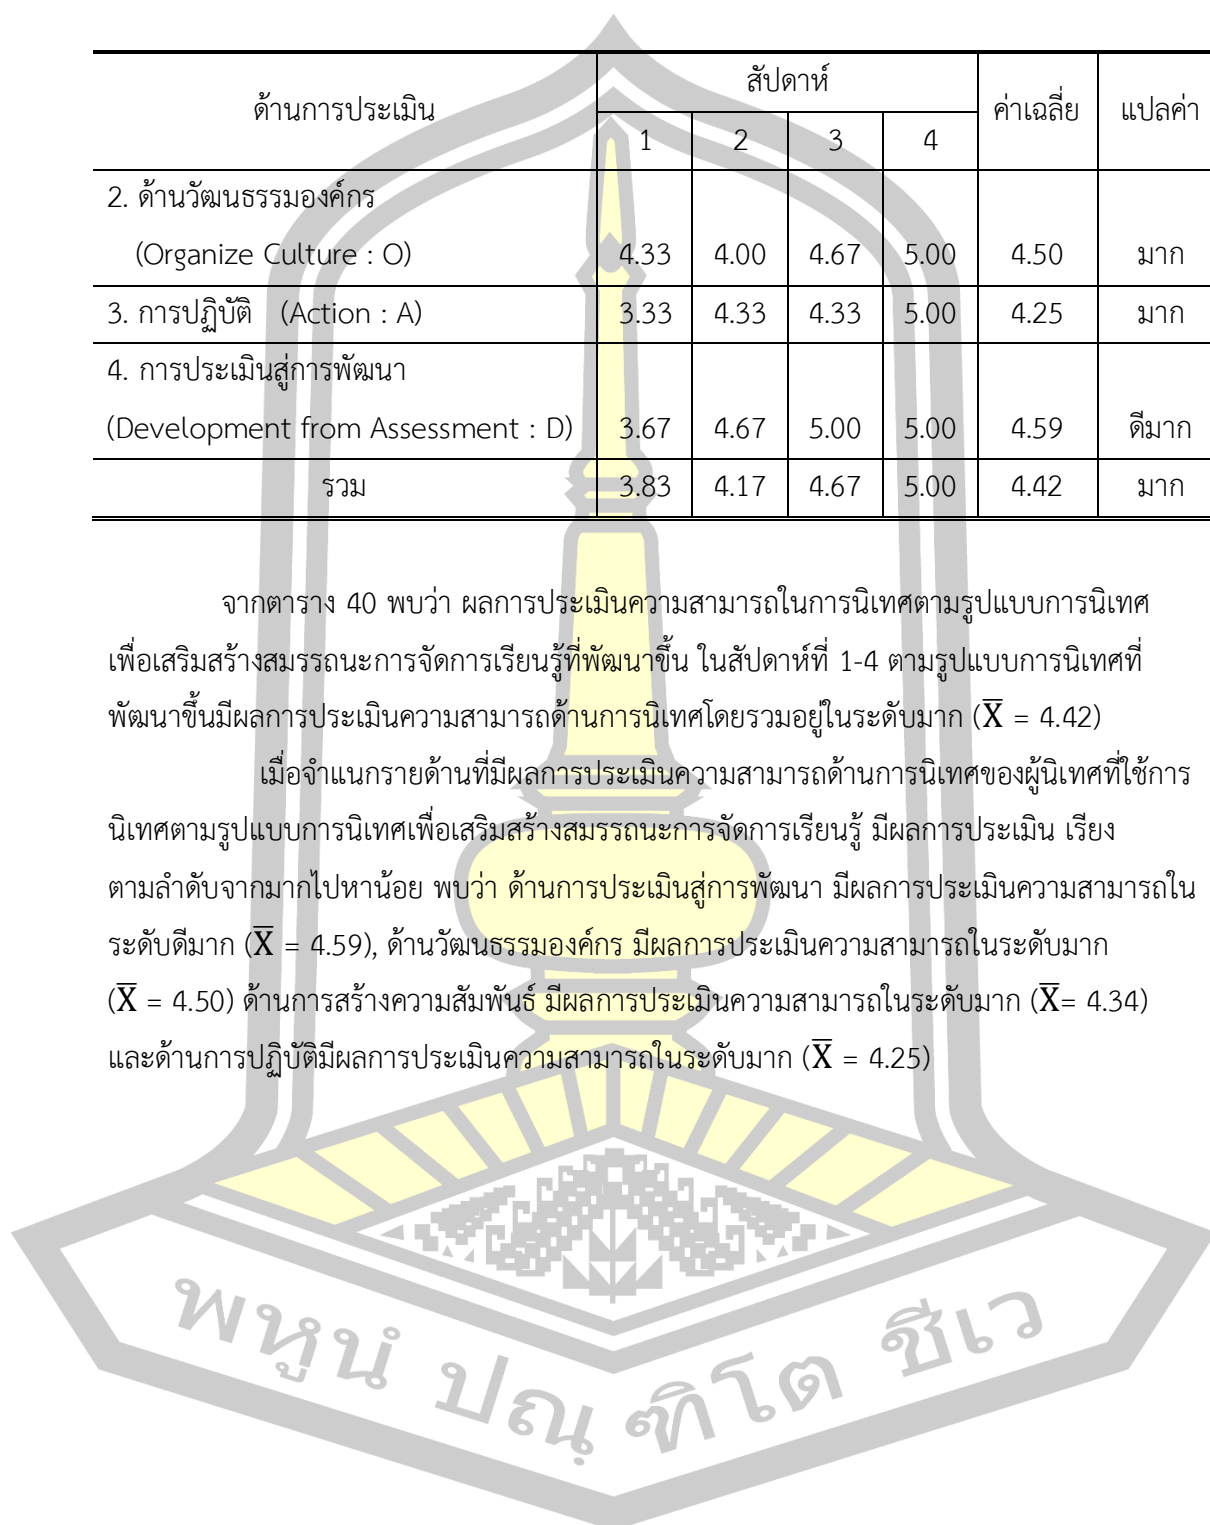 ด้านการประเมิน สัปดาห์ ค่าเฉลี่ย แปลค่า
1 2 3 4
2. ด้านวัฒนธรรมองค์กร
(Organize Culture : O) 4.33 4.00 4.67 5.00 4.50 มาก
3. การปฏิบัติ (Action : A) 3.33 4.33 4.33 5.00 4.25 มาก
4. การประเมินสู่การพัฒนา
(Development from Assessment : D) 3.67 4.67 5.00 5.00 4.59 ดีมาก
รวม 3.83 4.17 4.67 5.00 4.42 มาก
จากตาราง 40 พบว่า ผลการประเมินความสามารถในการนิเทศตามรูปแบบการนิเทศ
เพื่อเสริมสร้างสมรรถนะการจัดการเรียนรู้ที่พัฒนาขึ้น ในสัปดาห์ที่ 1-4 ตามรูปแบบการนิเทศที่
พัฒนาขึ้นมีผลการประเมินความสามารถด้านการนิเทศโดยรวมอยู่ในระดับมาก (X̅ = 4.42)
เมื่อจำแนกรายด้านที่มีผลการประเมินความสามารถด้านการนิเทศของผู้นิเทศที่ใช้การ
นิเทศตามรูปแบบการนิเทศเพื่อเสริมสร้างสมรรถนะการจัดการเรียนรู้ มีผลการประเมิน เรียง
ตามลำดับจากมากไปหาน้อย พบว่า ด้านการประเมินสู่การพัฒนา มีผลการประเมินความสามารถใน
ระดับดีมาก (X̅ = 4.59), ด้านวัฒนธรรมองค์กร มีผลการประเมินความสามารถในระดับมาก
(X̅ = 4.50) ด้านการสร้างความสัมพันธ์ มีผลการประเมินความสามารถในระดับมาก (X̅= 4.34)
และด้านการปฏิบัติมีผลการประเมินความสามารถในระดับมาก (X̅ = 4.25)
พหูนํ ปณฺฑิโต ชีเว